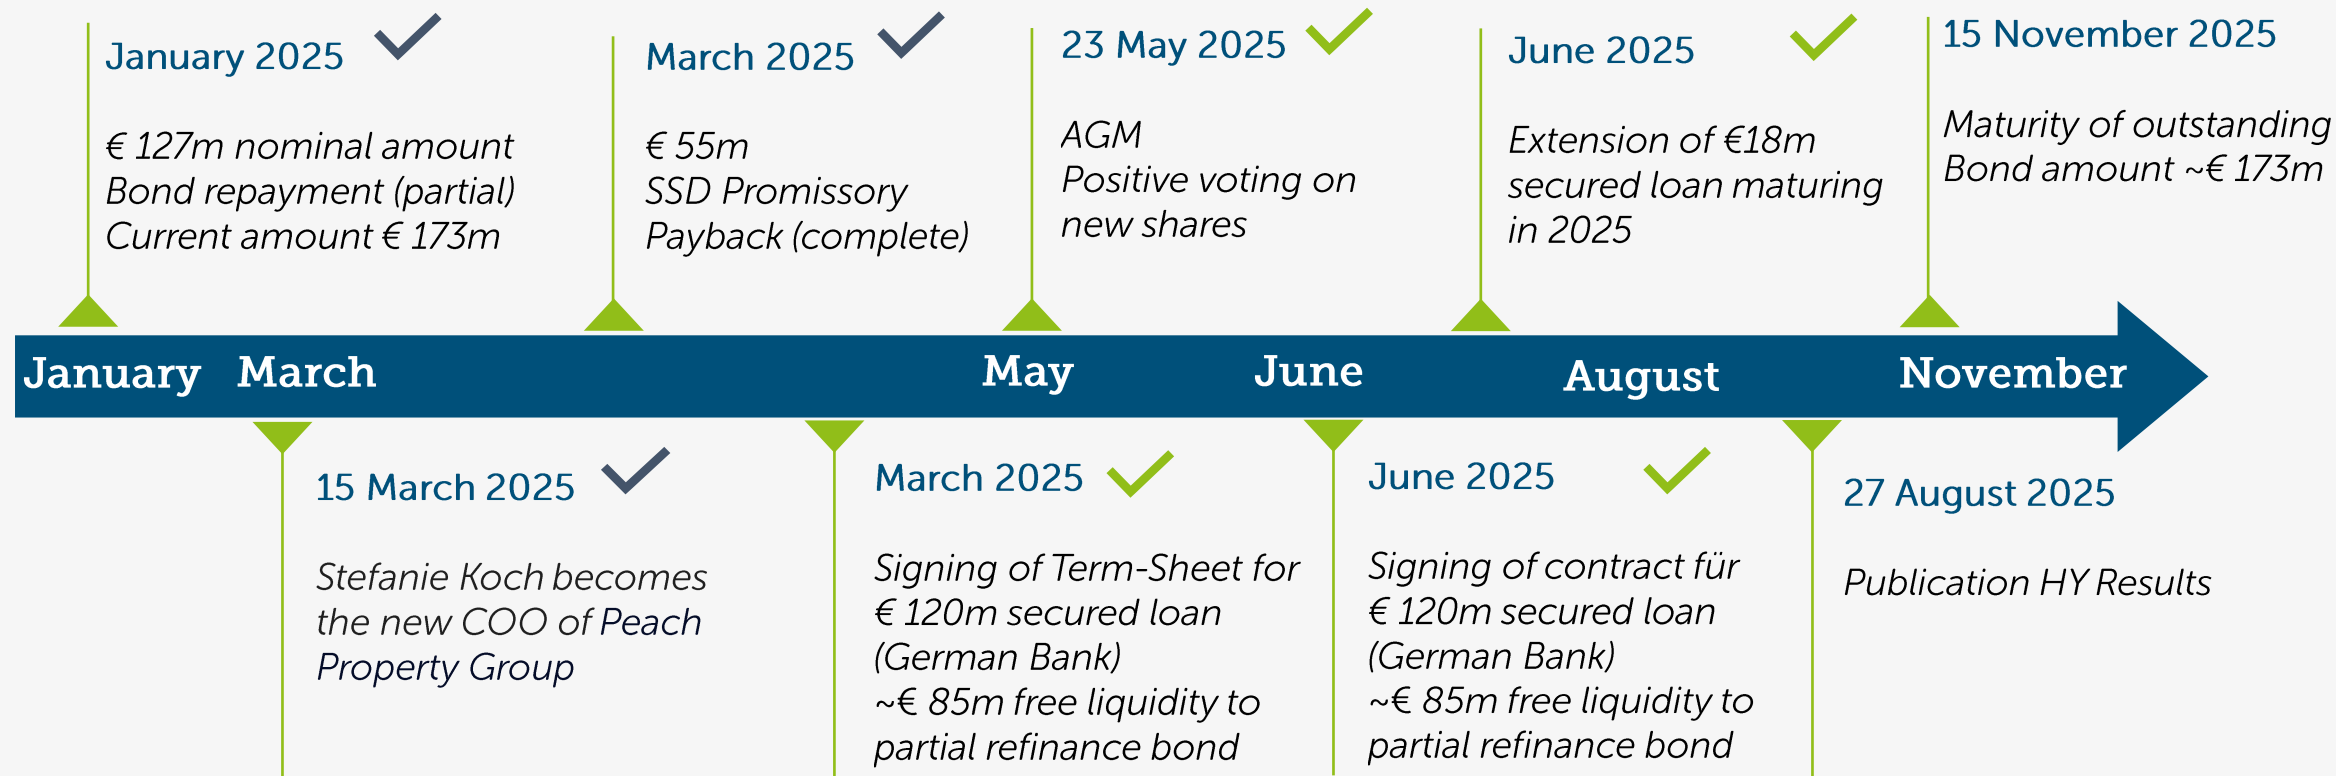 January 2025
€ 127m nominal amount
Bond repayment (partial)
Current amount € 173m
March 2025
€ 55m
SSD Promissory
Payback (complete)
23 May 2025
AGM
Positive voting on
new shares
June 2025
Extension of €18m
secured loan maturing
in 2025
15 November 2025
Maturity of outstanding
Bond amount ~€ 173m
January March May June August November
15 March 2025
Stefanie Koch becomes
the new COO of Peach
Property Group
March 2025
Signing of Term-Sheet for
€ 120m secured loan
(German Bank)
~€ 85m free liquidity to
partial refinance bond
June 2025
Signing of contract für
€ 120m secured loan
(German Bank)
~€ 85m free liquidity to
partial refinance bond
27 August 2025
Publication HY Results